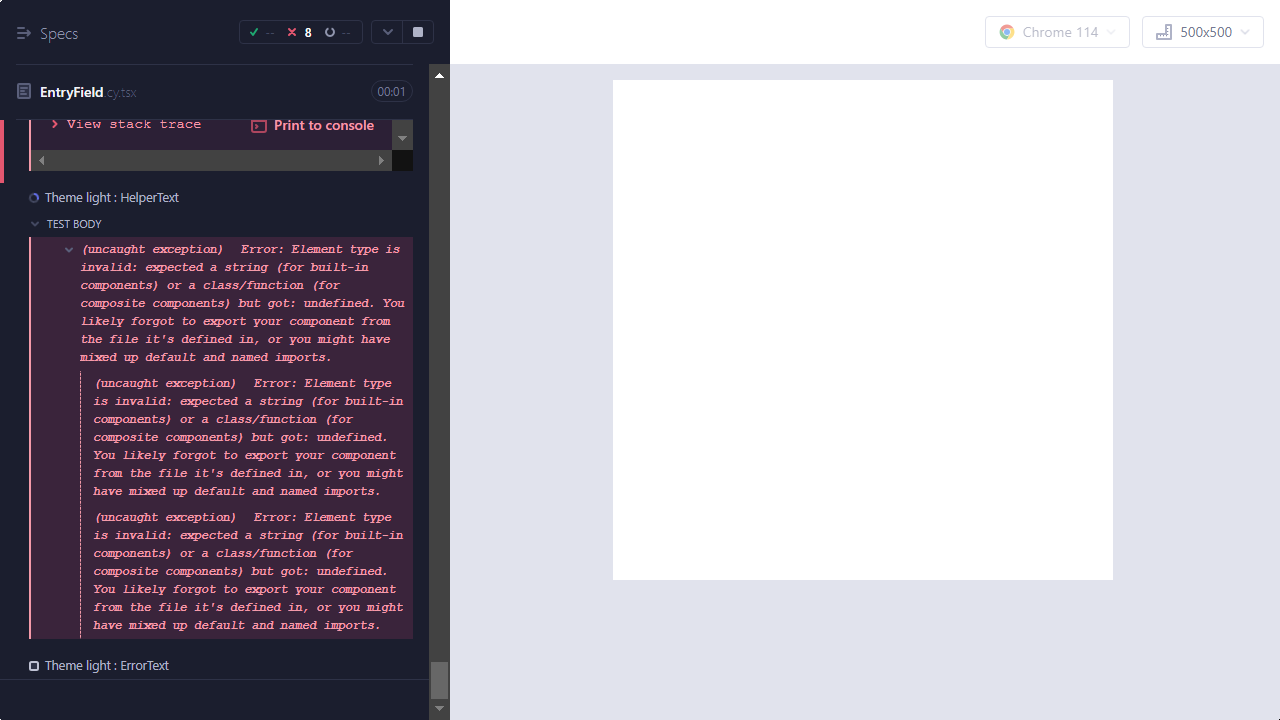 Specs
-- 8 --
Chrome 114
500x500
EntryField.cy.tsx
00:01
View stack trace
Print to console
Theme light : HelperText
TEST BODY
(uncaught exception) Error: Element type is
invalid: expected a string (for built-in
components) or a class/function (for
composite components) but got: undefined. You
likely forgot to export your component from
the file it's defined in, or you might have
mixed up default and named imports.
(uncaught exception) Error: Element type
is invalid: expected a string (for built-in
components) or a class/function (for
composite components) but got: undefined.
You likely forgot to export your component
from the file it's defined in, or you might
have mixed up default and named imports.
(uncaught exception) Error: Element type
is invalid: expected a string (for built-in
components) or a class/function (for
composite components) but got: undefined.
You likely forgot to export your component
from the file it's defined in, or you might
have mixed up default and named imports.
Theme light : ErrorText